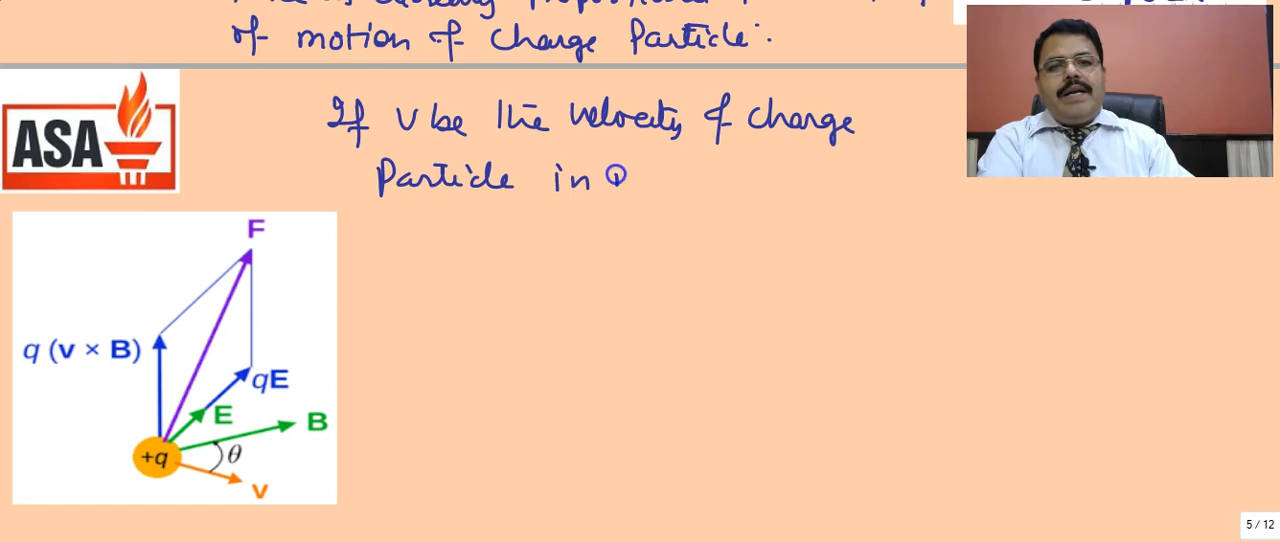 of motion of charge Particle.
ASA
If v be the velocity of charge
Particle in
F
q (v × B)
qE
E
B
+q
θ
v
5 / 12